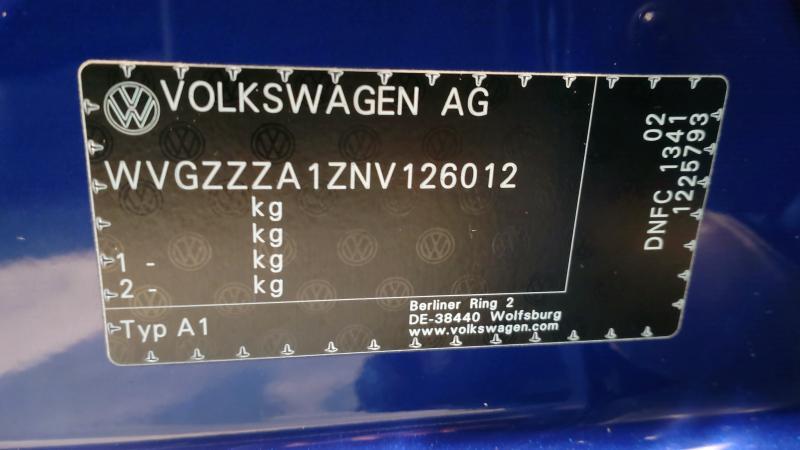 VOLKSWAGEN AG
WVGZZZA1ZNV126012
kg
kg
1 - kg
2 - kg
Typ A1
Berliner Ring 2
DE-38440 Wolfsburg
www.volkswagen.com
02
DNFC 1341
1225793